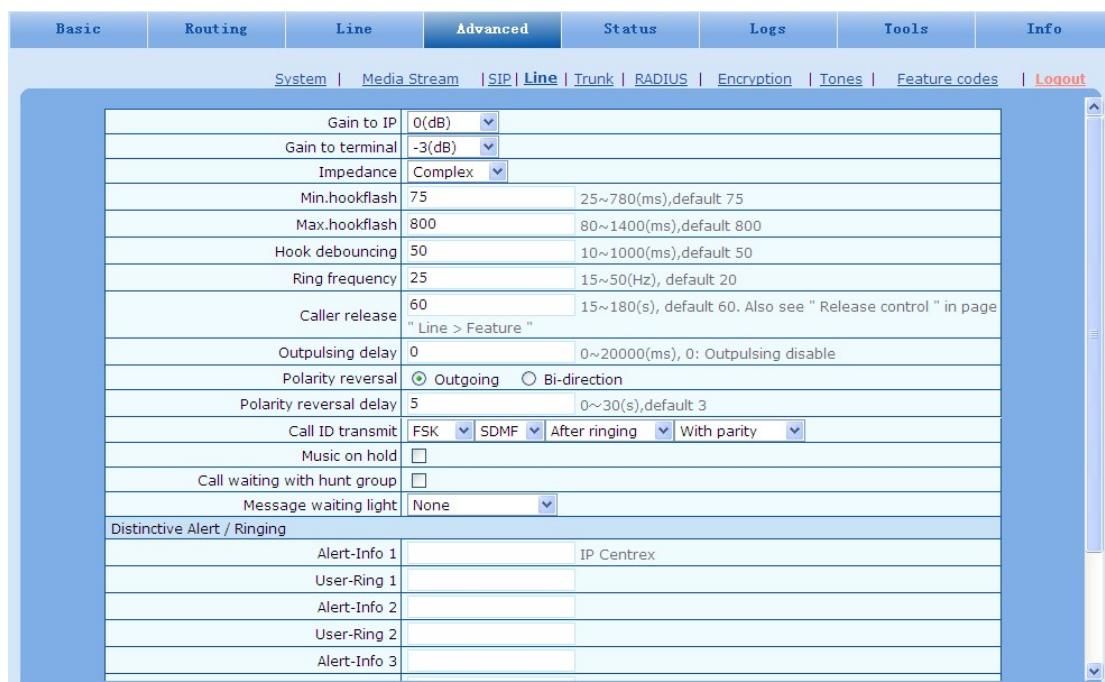 Basic Routing Line Advanced Status Logs Tools Info
System | Media Stream | SIP | Line | Trunk | RADIUS | Encryption | Tones | Feature codes | Logout
Gain to IP 0(dB)
Gain to terminal -3(dB)
Impedance Complex
Min.hookflash 75 25~780(ms),default 75
Max.hookflash 800 80~1400(ms),default 800
Hook debouncing 50 10~1000(ms),default 50
Ring frequency 25 15~50(Hz), default 20
Caller release 60 15~180(s), default 60. Also see " Release control " in page
" Line > Feature "
Outpulsing delay 0 0~20000(ms), 0: Outpulsing disable
Polarity reversal Outgoing Bi-direction
Polarity reversal delay 5 0~30(s),default 3
Call ID transmit FSK SDMF After ringing With parity
Music on hold
Call waiting with hunt group
Message waiting light None
Distinctive Alert / Ringing
Alert-Info 1 IP Centrex
User-Ring 1
Alert-Info 2
User-Ring 2
Alert-Info 3